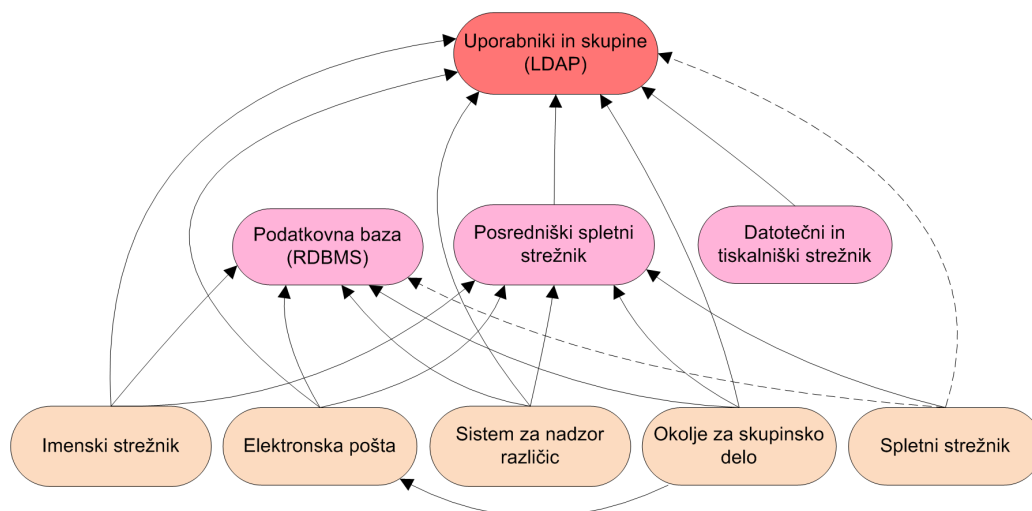 Uporabniki in skupine
(LDAP)
Podatkovna baza
(RDBMS)
Posredniški spletni
strežnik
Datotečni in
tiskalniški strežnik
Imenski strežnik
Elektronska pošta
Sistem za nadzor
različic
Okolje za skupinsko
delo
Spletni strežnik